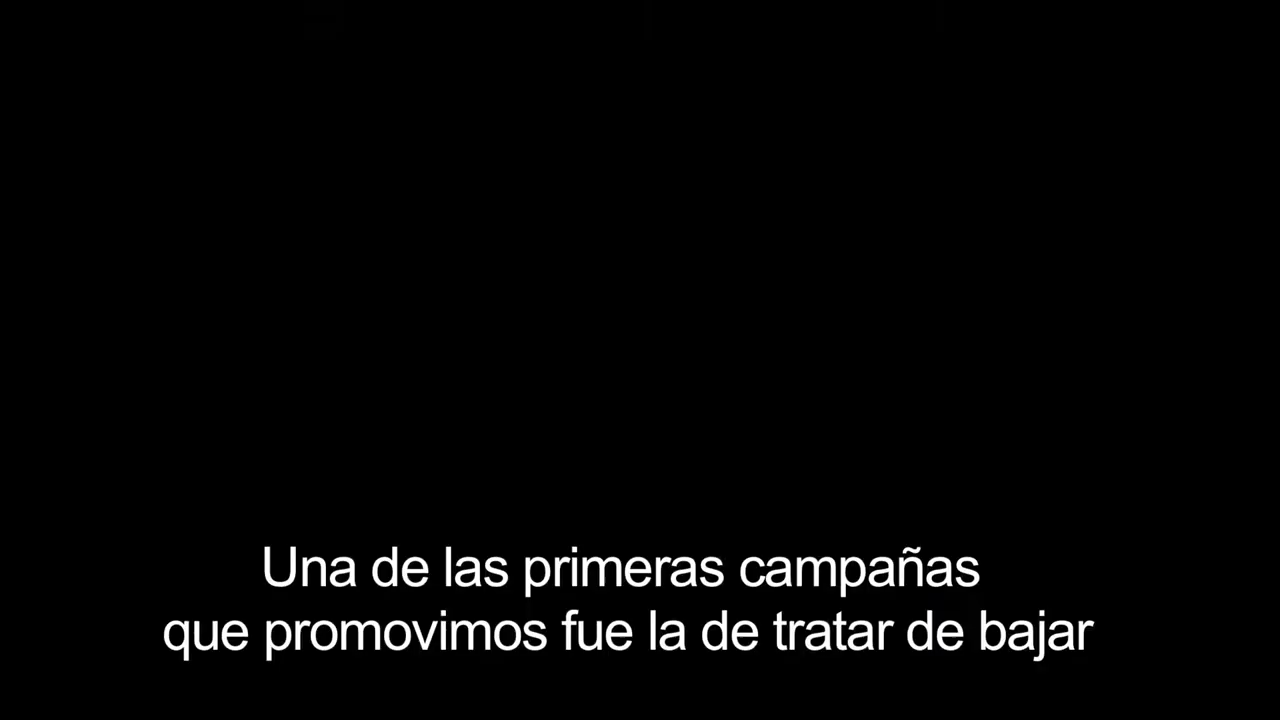 Una de las primeras campañas
que promovimos fue la de tratar de bajar